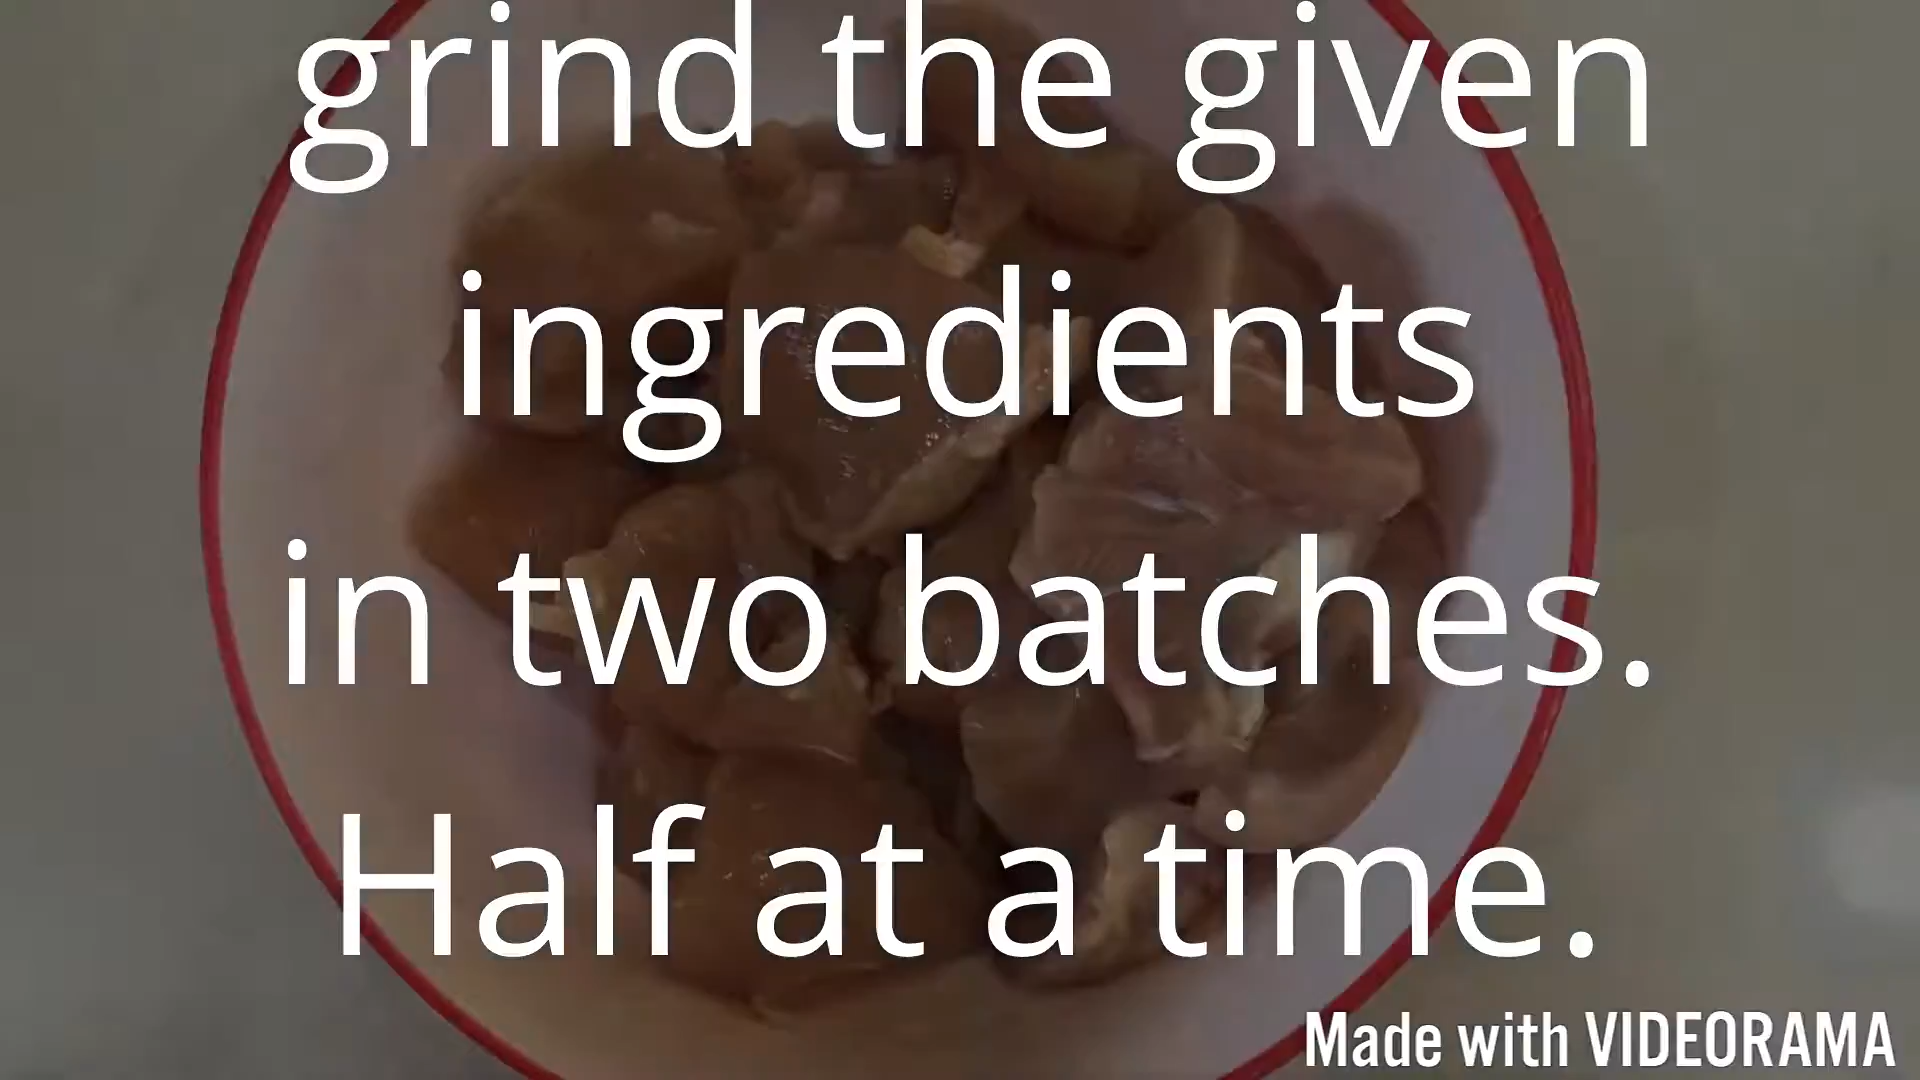 grind the given
ingredients
in two batches.
Half at a time.
Made with VIDEORAMA